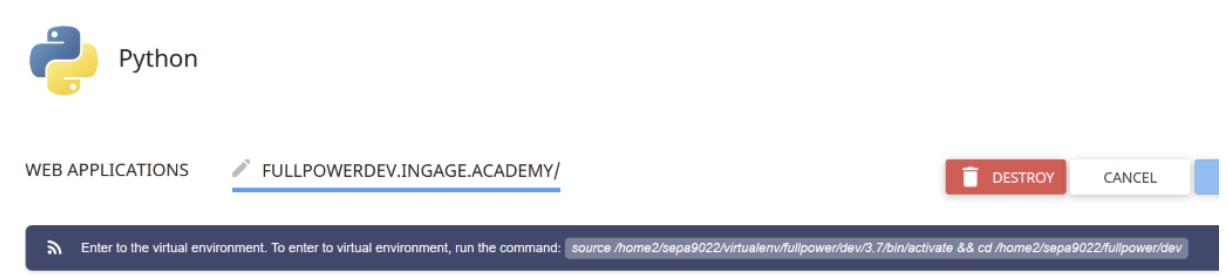 Python
WEB APPLICATIONS FULLPOWERDEV.INGAGE.ACADEMY/ DESTROY CANCEL
Enter to the virtual environment. To enter to virtual environment, run the command: source /home2/sepa9022/virtualenv/fullpower/dev/3.7/bin/activate && cd /home2/sepa9022/fullpower/dev